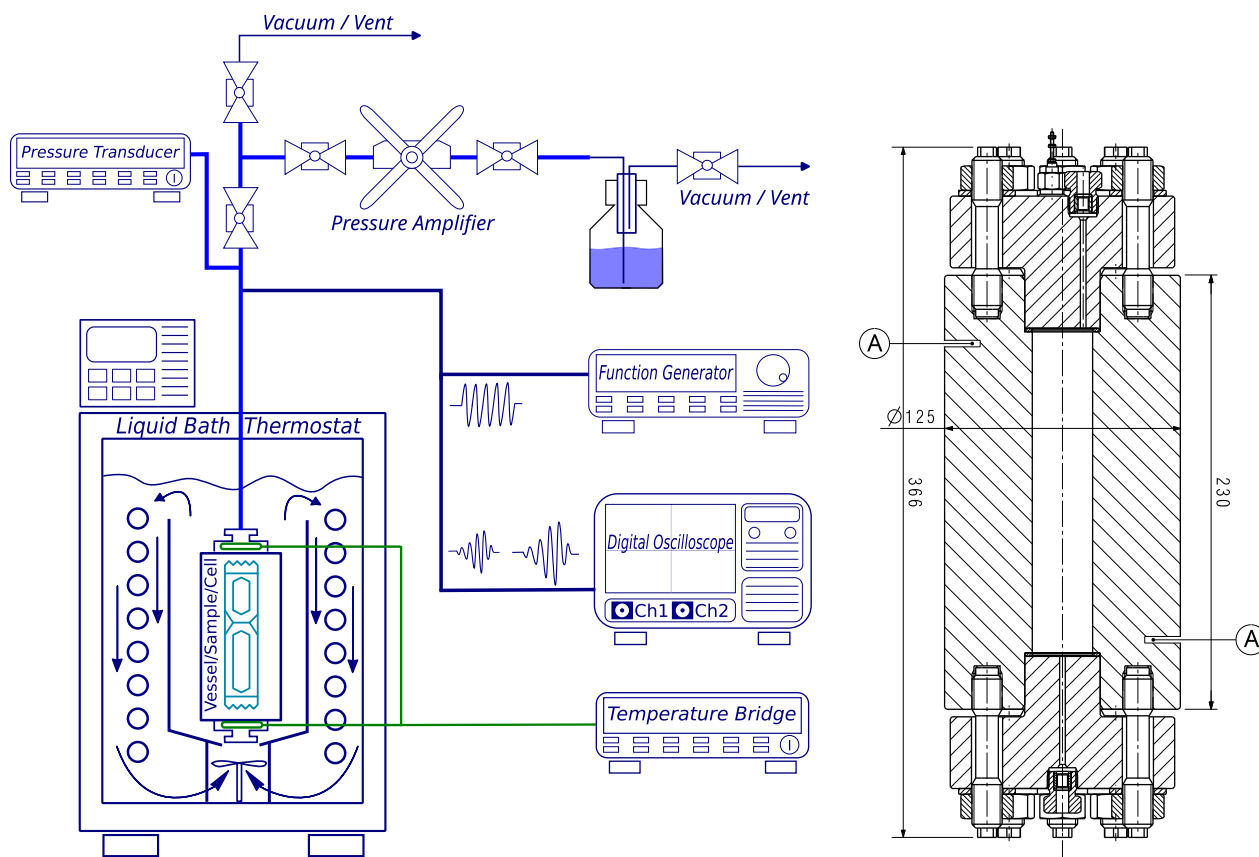 Vacuum / Vent
Pressure Transducer
Pressure Amplifier
Vacuum / Vent
Function Generator
Liquid Bath Thermostat
Digital Oscilloscope
Ch1 Ch2
Vessel/Sample/Cell
Temperature Bridge
A
Ø125
366
230
A